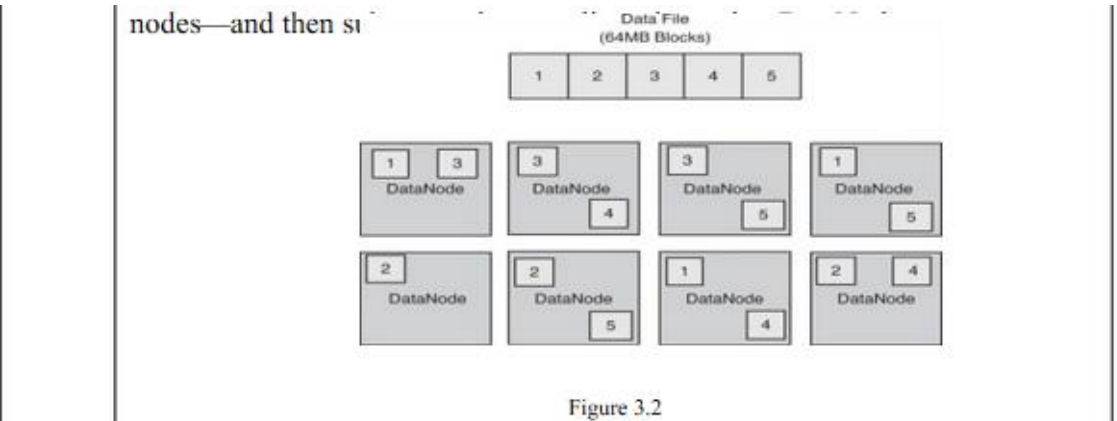 nodes—and then
Data File
(64MB Blocks)
1 2 3 4 5
1 3
DataNode
3
DataNode
4
3
DataNode
5
1
DataNode
5
2
DataNode
2
DataNode
5
1
DataNode
4
2 4
DataNode
Figure 3.2